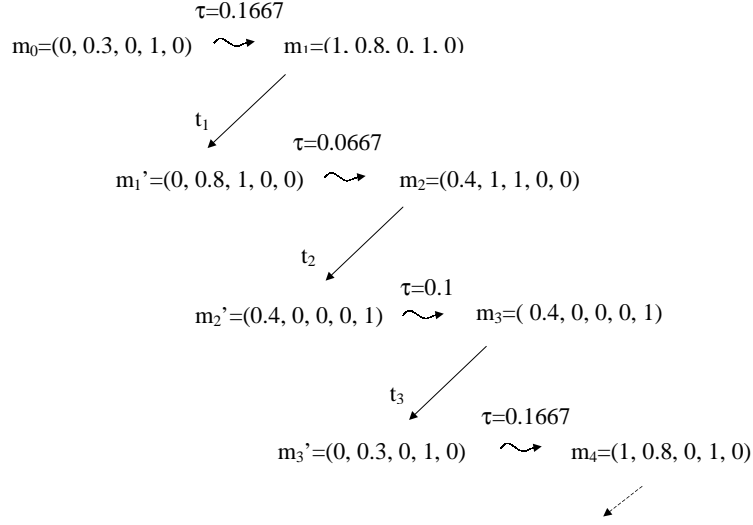 τ=0.1667
m₀=(0, 0.3, 0, 1, 0) m₁=(1, 0.8, 0, 1, 0)
t₁
τ=0.0667
m₁’=(0, 0.8, 1, 0, 0) m₂=(0.4, 1, 1, 0, 0)
t₂
τ=0.1
m₂’=(0.4, 0, 0, 0, 1) m₃=( 0.4, 0, 0, 0, 1)
t₃
τ=0.1667
m₃’=(0, 0.3, 0, 1, 0) m₄=(1, 0.8, 0, 1, 0)